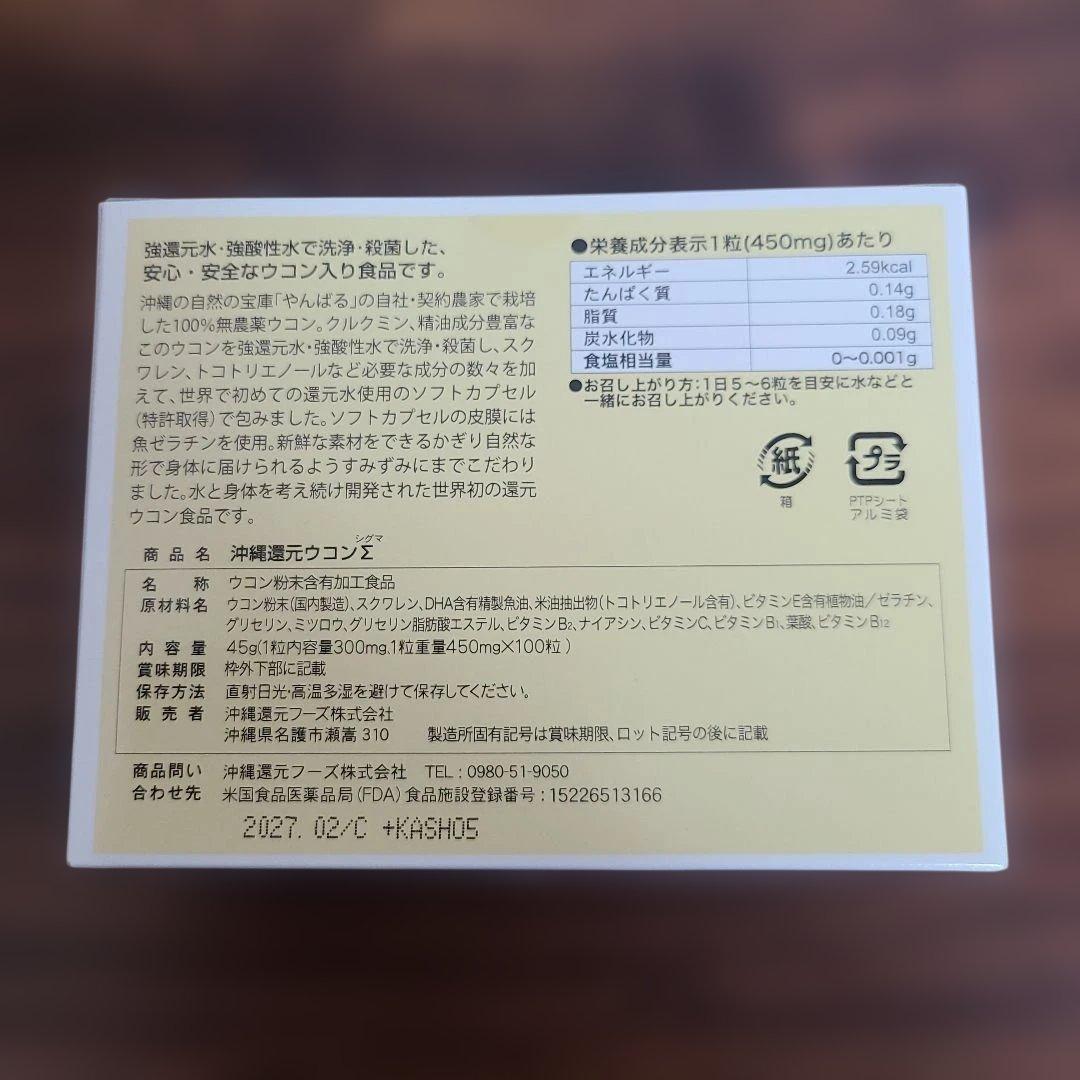 強還元水・強酸性水で洗浄・殺菌した、
安心・安全なウコン入り食品です。
沖縄の自然の宝庫「やんばる」の自社・契約農家で栽培
した100%無農薬ウコン。クルクミン、精油成分豊富な
このウコンを強還元水・強酸性水で洗浄・殺菌し、スク
ワレン、トコトリエノールなど必要な成分の数々を加
えて、世界で初めての還元水使用のソフトカプセル
(特許取得)で包みました。ソフトカプセルの皮膜には
魚ゼラチンを使用。新鮮な素材をできるかぎり自然な
形で身体に届けられるようすみずみにまでこだわり
ました。水と身体を考え続け開発された世界初の還元
ウコン食品です。
●栄養成分表示1粒(450mg)あたり
エネルギー 2.59kcal
たんぱく質 0.14g
脂質 0.18g
炭水化物 0.09g
食塩相当量 0〜0.001g
●お召し上がり方:1日5〜6粒を目安に水などと
一緒にお召し上がりください。
紙 プラ
箱 PTPシート
アルミ袋
シグマ
商品名 沖縄還元ウコンΣ
名称 ウコン粉末含有加工食品
原材料名 ウコン粉末(国内製造)、スクワレン、DHA含有精製魚油、米油抽出物(トコトリエノール含有)、ビタミンE含有植物油/ゼラチン、
グリセリン、ミツロウ、グリセリン脂肪酸エステル、ビタミンB2、ナイアシン、ビタミンC、ビタミンB1、葉酸、ビタミンB12
内容量 45g(1粒内容量300mg、1粒重量450mg×100粒)
賞味期限 枠外下部に記載
保存方法 直射日光・高温多湿を避けて保存してください。
販売者 沖縄還元フーズ株式会社
沖縄県名護市瀬嵩310 製造所固有記号は賞味期限、ロット記号の後に記載
商品問い 沖縄還元フーズ株式会社 TEL:0980-51-9050
合わせ先 米国食品医薬品局(FDA)食品施設登録番号:15226513166
2027. 02/C +KASH05